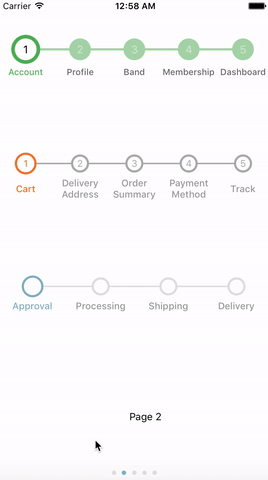 Carrier 12:58 AM
1 2 3 4 5
Account Profile Band Membership Dashboard
1 2 3 4 5
Cart Delivery Order Payment Track
Address Summary Method
Approval Processing Shipping Delivery
Page 2